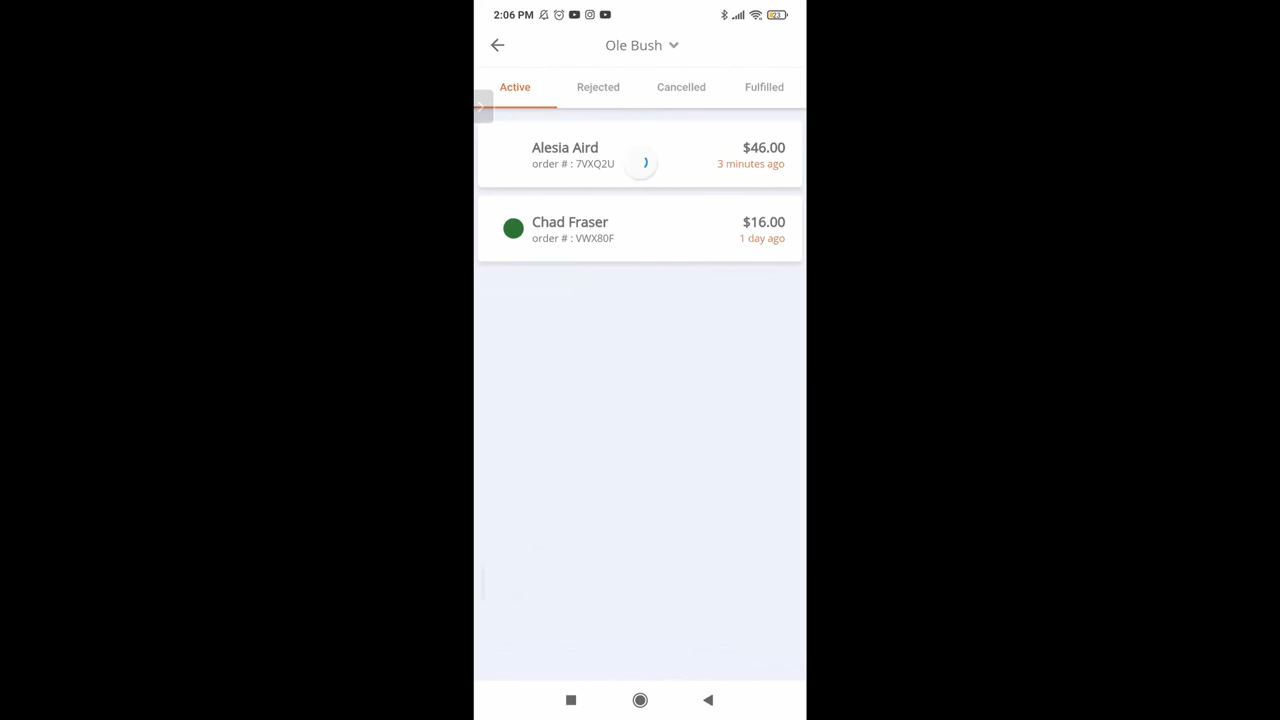 2:06 PM
23
Ole Bush
Active Rejected Cancelled Fulfilled
Alesia Aird $46.00
order # : 7VXQ2U 3 minutes ago
Chad Fraser $16.00
order # : VWX80F 1 day ago